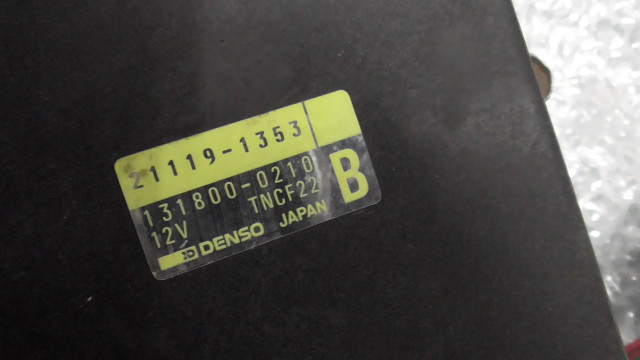 21119-1353
131800-0210
12V TNCF22
B
DENSO JAPAN